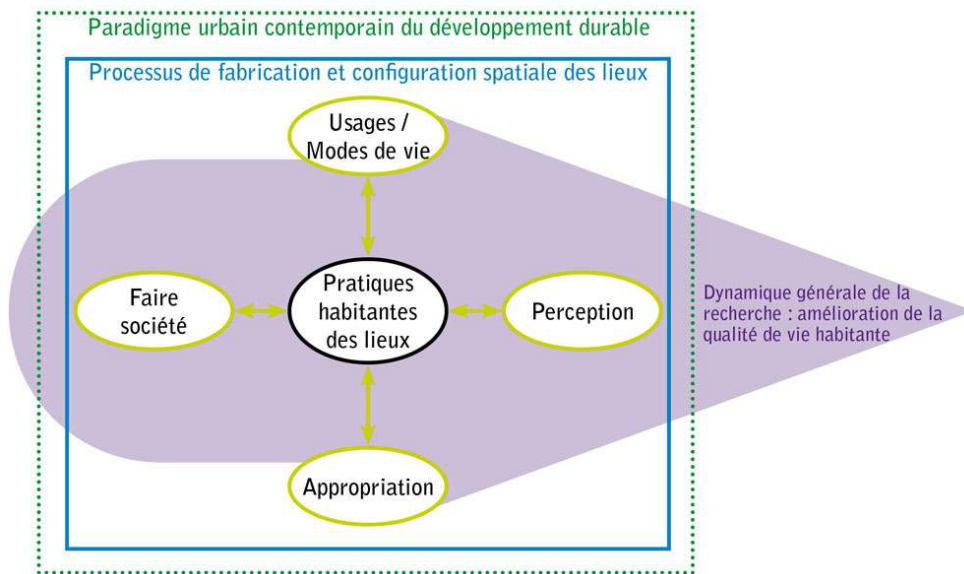 Paradigme urbain contemporain du développement durable
Processus de fabrication et configuration spatiale des lieux
Usages /
Modes de vie
Faire
société
Pratiques
habitantes
des lieux
Perception
Dynamique générale de la
recherche : amélioration de la
qualité de vie habitante
Appropriation